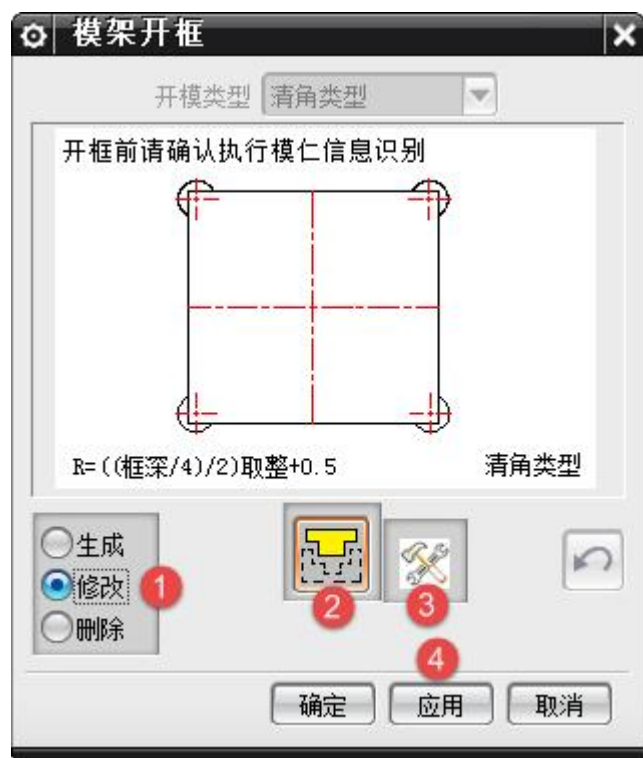 模架开框
开模类型 清角类型
开框前请确认执行模仁信息识别
R=((框深/4)/2)取整+0.5 清角类型
生成
修改 1
删除
2 3
4
确定 应用 取消